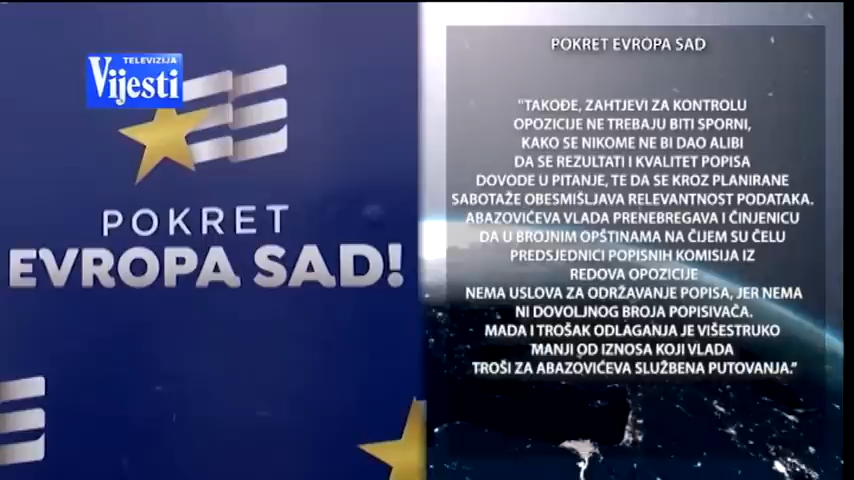 TELEVIZIJA
Vijesti
POKRET
EVROPA SAD!
POKRET EVROPA SAD
"TAKOĐE, ZAHTJEVI ZA KONTROLU
OPOZICIJE NE TREBAJU BITI SPORNI,
KAKO SE NIKOME NE BI DAO ALIBI
DA SE REZULTATI I KVALITET POPISA
DOVODE U PITANJE, TE DA SE KROZ PLANIRANE
SABOTAŽE OBESMIŠLJAVA RELEVANTNOST PODATAKA.
ABAZOVIĆEVA VLADA PRENEBREGAVA I ČINJENICU
DA U BROJNIM OPŠTINAMA NA ČIJEM SU ČELU
PREDSJEDNICI POPISNIH KOMISIJA IZ
REDOVA OPOZICIJE
NEMA USLOVA ZA ODRŽAVANJE POPISA, JER NEMA
NI DOVOLJNOG BROJA POPISIVAČA.
MADA I TROŠAK ODLAGANJA JE VIŠESTRUKO
MANJI OD IZNOSA KOJI VLADA
TROŠI ZA ABAZOVIĆEVA SLUŽBENA PUTOVANJA."